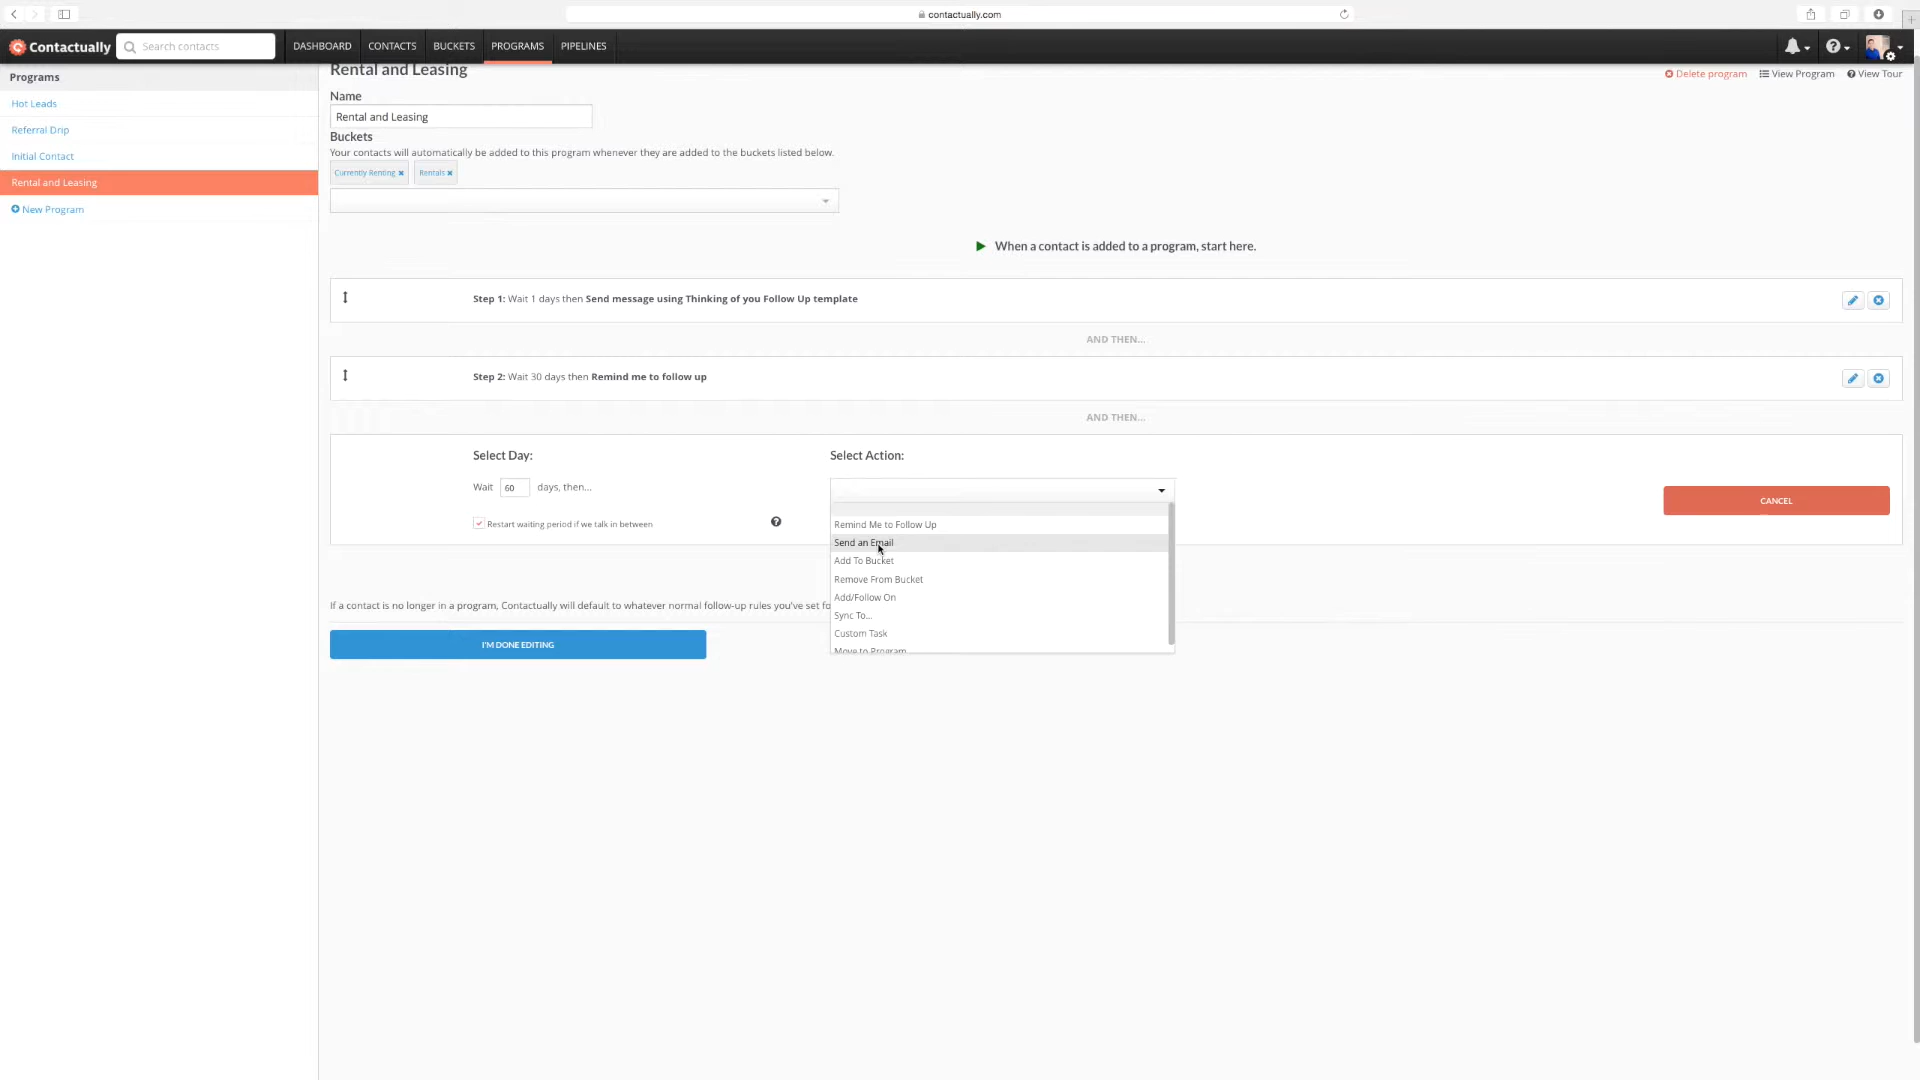 contactually.com
Contactually
Search contacts
DASHBOARD
CONTACTS
BUCKETS
PROGRAMS
PIPELINES
Programs
Hot Leads
Referral Drip
Initial Contact
Rental and Leasing
New Program
Rental and Leasing
Delete program
View Program
View Tour
Name
Rental and Leasing
Buckets
Your contacts will automatically be added to this program whenever they are added to the buckets listed below.
Currently Renting
Rentals
When a contact is added to a program, start here.
Step 1: Wait 1 days then Send message using Thinking of you Follow Up template
AND THEN...
Step 2: Wait 30 days then Remind me to follow up
AND THEN...
Select Day:
Select Action:
Wait 60 days, then...
Restart waiting period if we talk in between
CANCEL
Remind Me to Follow Up
Send an Email
Add To Bucket
Remove From Bucket
Add/Follow On
Sync To...
Custom Task
Move to Program
If a contact is no longer in a program, Contactually will default to whatever normal follow-up rules you've set fo
I'M DONE EDITING